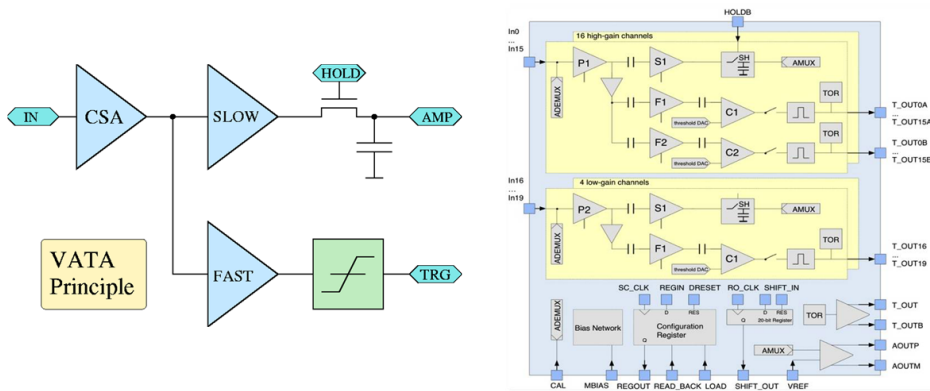 HOLD
IN
CSA
SLOW
AMP
VATA
Principle
FAST
TRG
HOLDB
In0
...
In15
16 high-gain channels
P1
S1
SH
AMUX
ADEMUX
F1
threshold DAC
C1
TOR
T_OUT0A
...
T_OUT15A
F2
threshold DAC
C2
TOR
T_OUT0B
...
T_OUT15B
In16
...
In19
4 low-gain channels
P2
S1
SH
AMUX
ADEMUX
F1
threshold DAC
C1
TOR
T_OUT16
...
T_OUT19
SC_CLK REGIN DRESET RO_CLK SHIFT_IN
ADEMUX
Bias Network
D RES
Configuration
Register
Q
D RES
20-bit Register
Q
TOR
T_OUT
T_OUTB
AMUX
AOUTP
AOUTM
CAL MBIAS REGOUT READ_BACK LOAD SHIFT_OUT VREF